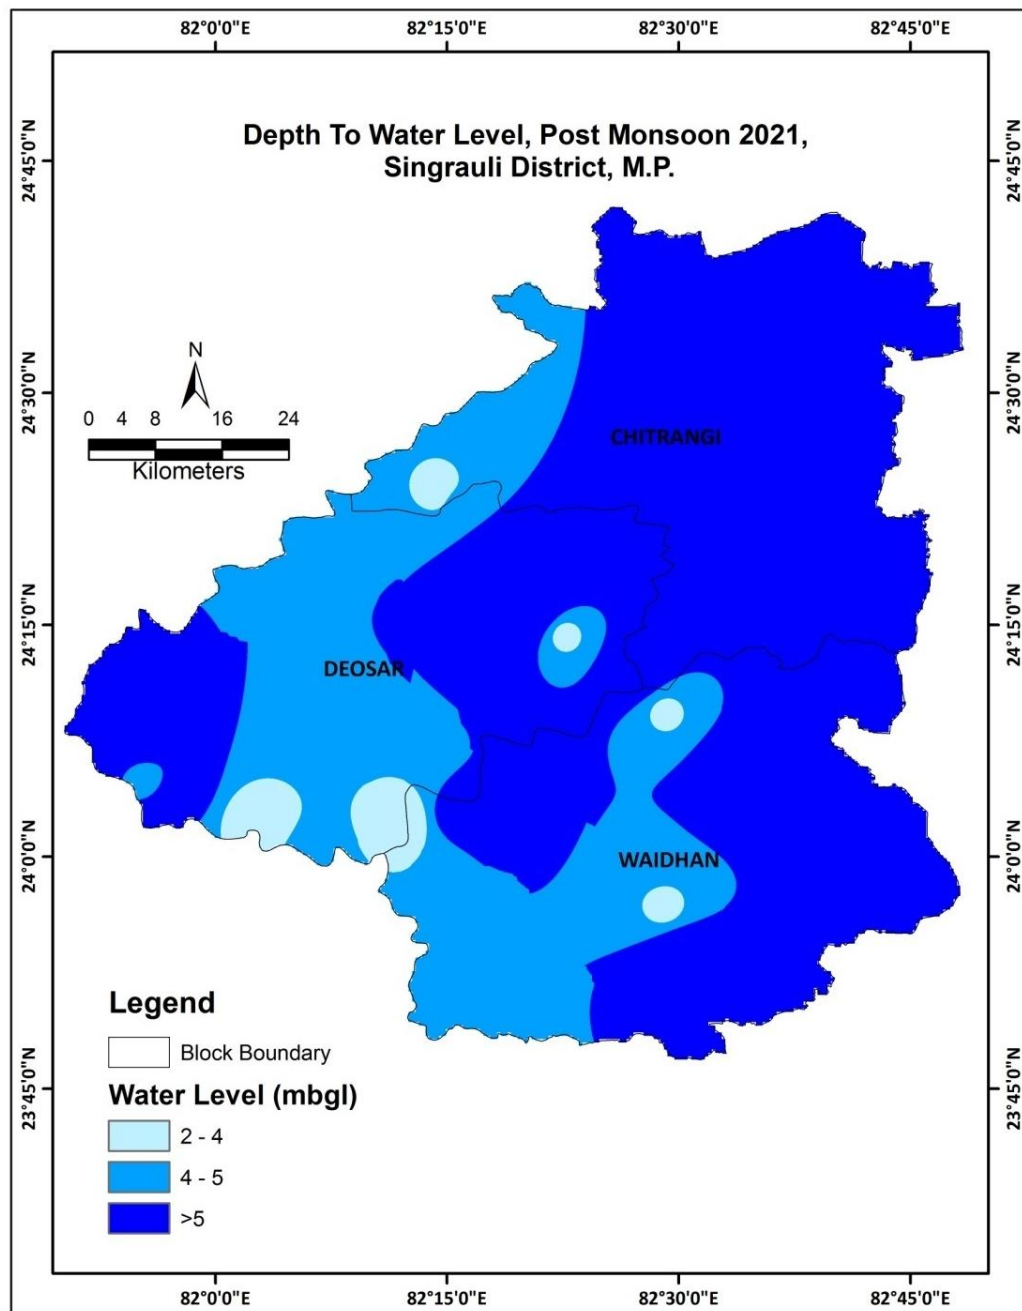 82°0'0"E 82°15'0"E 82°30'0"E 82°45'0"E
Depth To Water Level, Post Monsoon 2021,
Singrauli District, M.P.
24°45'0"N 24°45'0"N
N
24°30'0"N 24°30'0"N
0 4 8 16 24
Kilometers
CHITRANGI
24°15'0"N 24°15'0"N
DEOSAR
24°0'0"N 24°0'0"N
WAIDHAN
Legend
Block Boundary
23°45'0"N 23°45'0"N
Water Level (mbgl)
2 - 4
4 - 5
>5
82°0'0"E 82°15'0"E 82°30'0"E 82°45'0"E